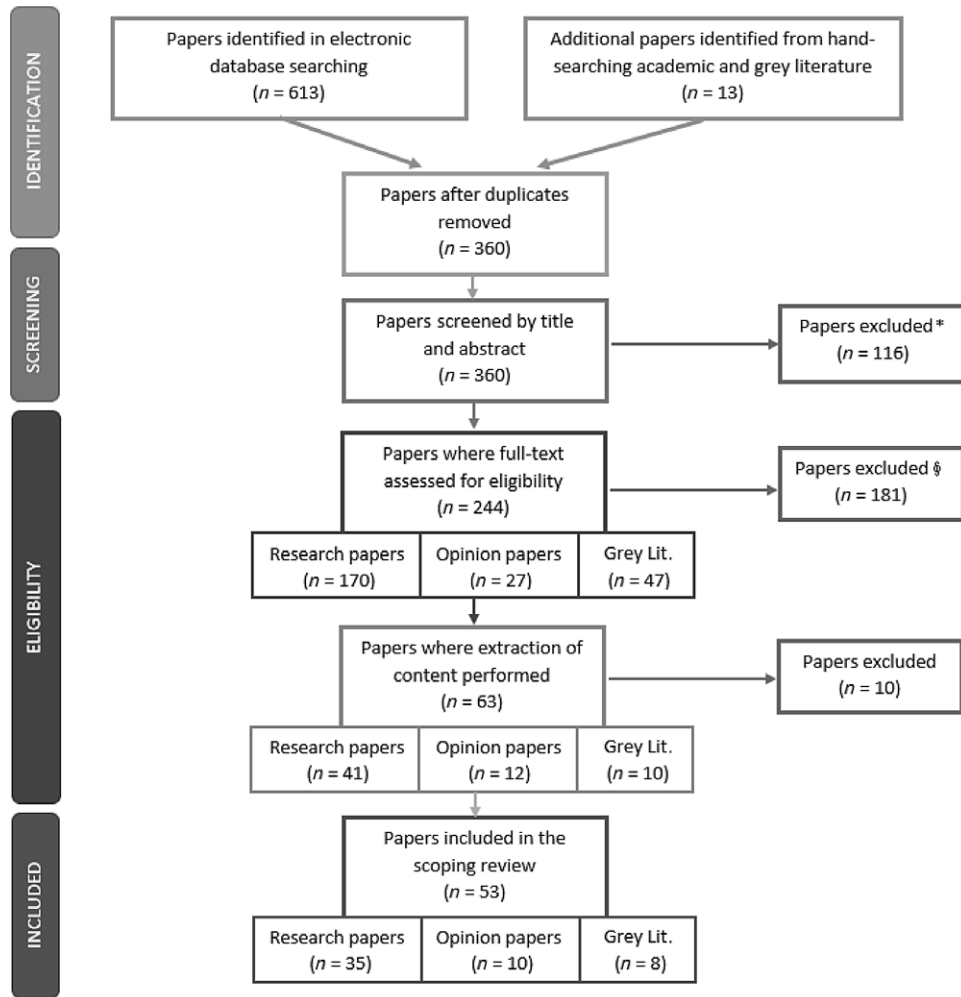 IDENTIFICATION
Papers identified in electronic
database searching
(n = 613)
Additional papers identified from hand-
searching academic and grey literature
(n = 13)
Papers after duplicates
removed
(n = 360)
SCREENING
Papers screened by title
and abstract
(n = 360)
Papers excluded *
(n = 116)
ELIGIBILITY
Papers where full-text
assessed for eligibility
(n = 244)
Papers excluded §
(n = 181)
Research papers
(n = 170)
Opinion papers
(n = 27)
Grey Lit.
(n = 47)
Papers where extraction of
content performed
(n = 63)
Papers excluded
(n = 10)
Research papers
(n = 41)
Opinion papers
(n = 12)
Grey Lit.
(n = 10)
INCLUDED
Papers included in the
scoping review
(n = 53)
Research papers
(n = 35)
Opinion papers
(n = 10)
Grey Lit.
(n = 8)